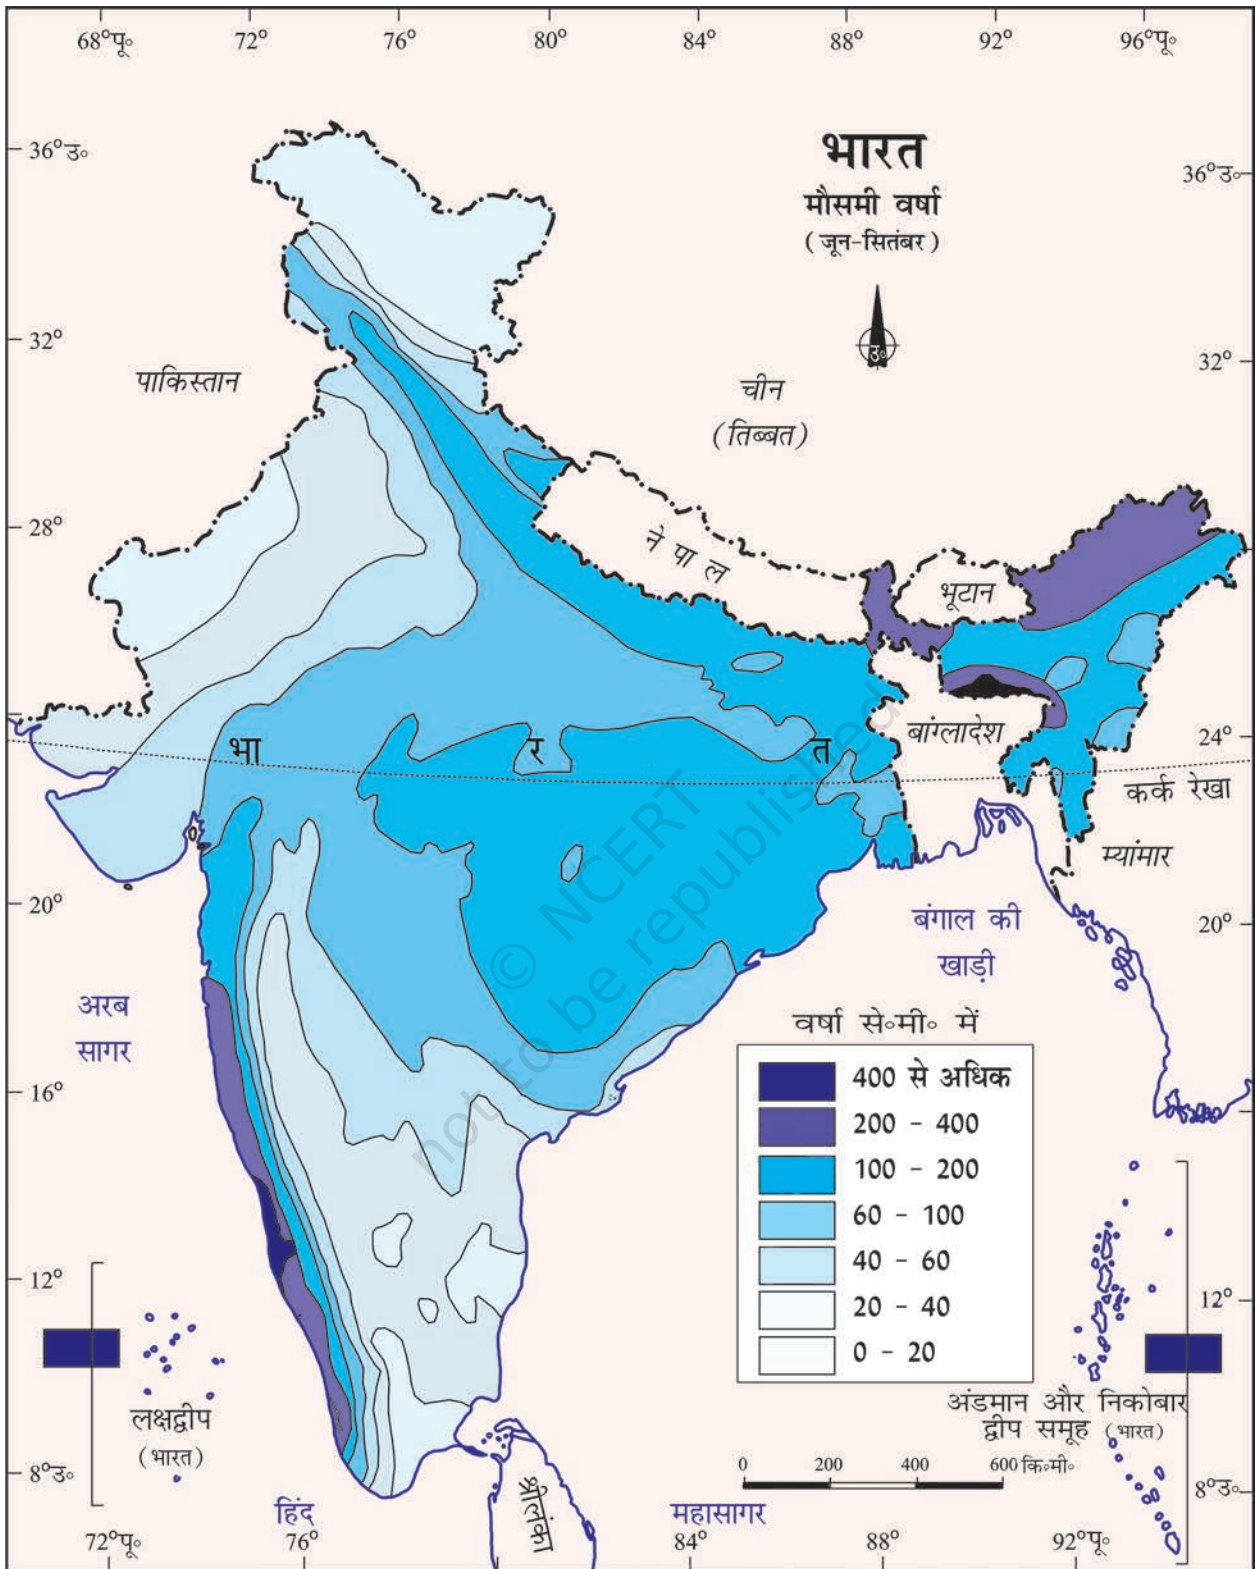 68°पू॰ 72° 76° 80° 84° 88° 92° 96°पू॰
भारत
मौसमी वर्षा
(जून-सितंबर)
36°उ॰
36°उ॰
उ॰
32°
32°
पाकिस्तान
चीन
(तिब्बत)
28°
नेपाल
भूटान
बांग्लादेश
भा र त
24°
कर्क रेखा
म्यांमार
20°
20°
बंगाल की
खाड़ी
© NCERT
not to be republished
अरब
सागर
वर्षा से॰मी॰ में
400 से अधिक
200 - 400
100 - 200
60 - 100
40 - 60
20 - 40
0 - 20
16°
12°
12°
लक्षद्वीप
(भारत)
अंडमान और निकोबार
द्वीप समूह (भारत)
0 200 400 600 कि॰मी॰
8°उ॰
8°उ॰
हिंद
श्रीलंका
महासागर
72°पू॰ 76° 84° 88° 92°पू॰